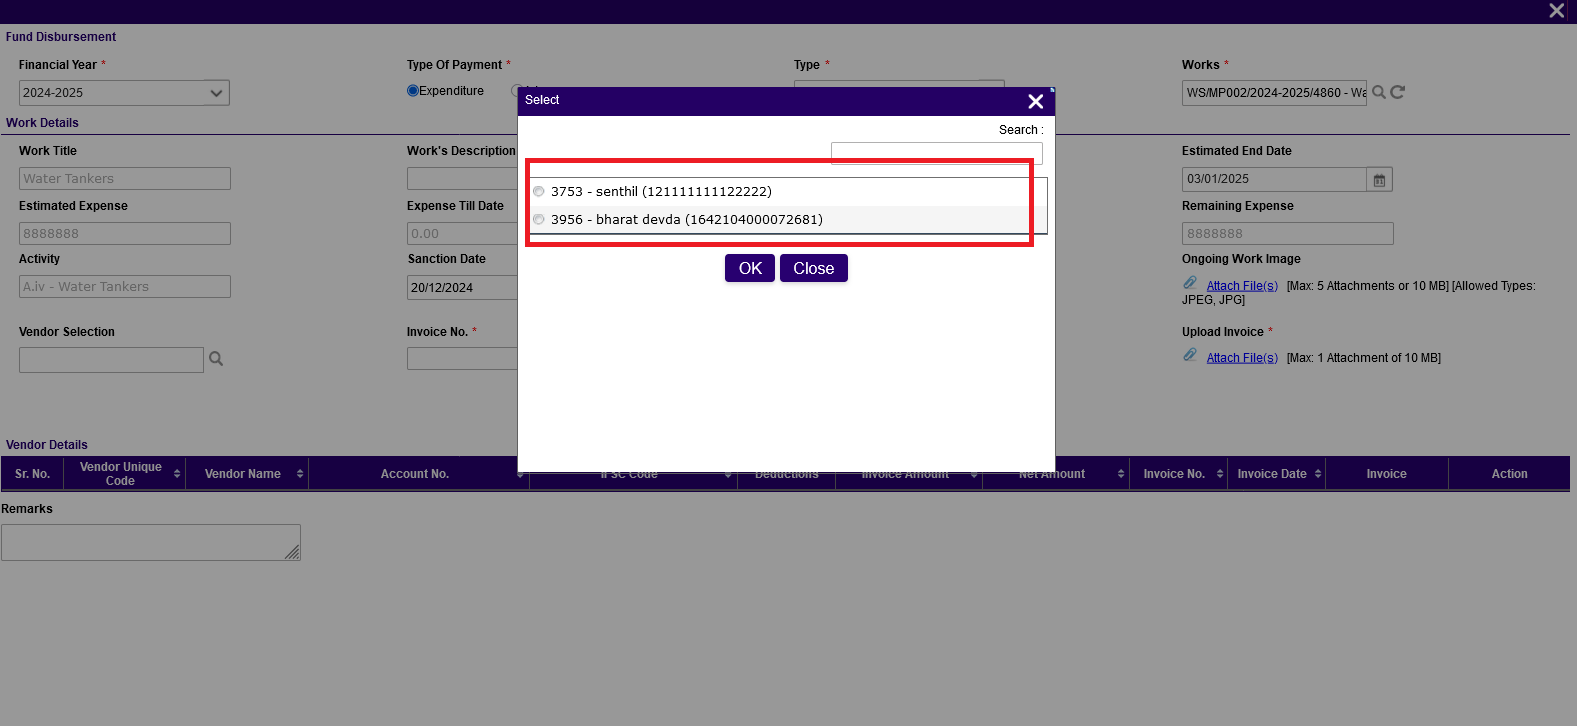 Fund Disbursement
Financial Year * Type Of Payment * Type * Works *
2024-2025 Expenditure WS/MP002/2024-2025/4860 - Wa
Select
Work Details
Search :
Work Title Work's Description Estimated End Date
Water Tankers 03/01/2025
3753 - senthil (121111111122222)
Estimated Expense Expense Till Date Remaining Expense
3956 - bharat devda (1642104000072681)
8888888 0.00 8888888
Activity Sanction Date Ongoing Work Image
OK Close
A.iv - Water Tankers 20/12/2024 Attach File(s) [Max: 5 Attachments or 10 MB] [Allowed Types:
JPEG, JPG]
Vendor Selection Invoice No. * Upload Invoice *
Attach File(s) [Max: 1 Attachment of 10 MB]
Vendor Details
Sr. No. Vendor Unique Code Vendor Name Account No. IFSC Code Deductions Invoice Amount Net Amount Invoice No. Invoice Date Invoice Action
Remarks